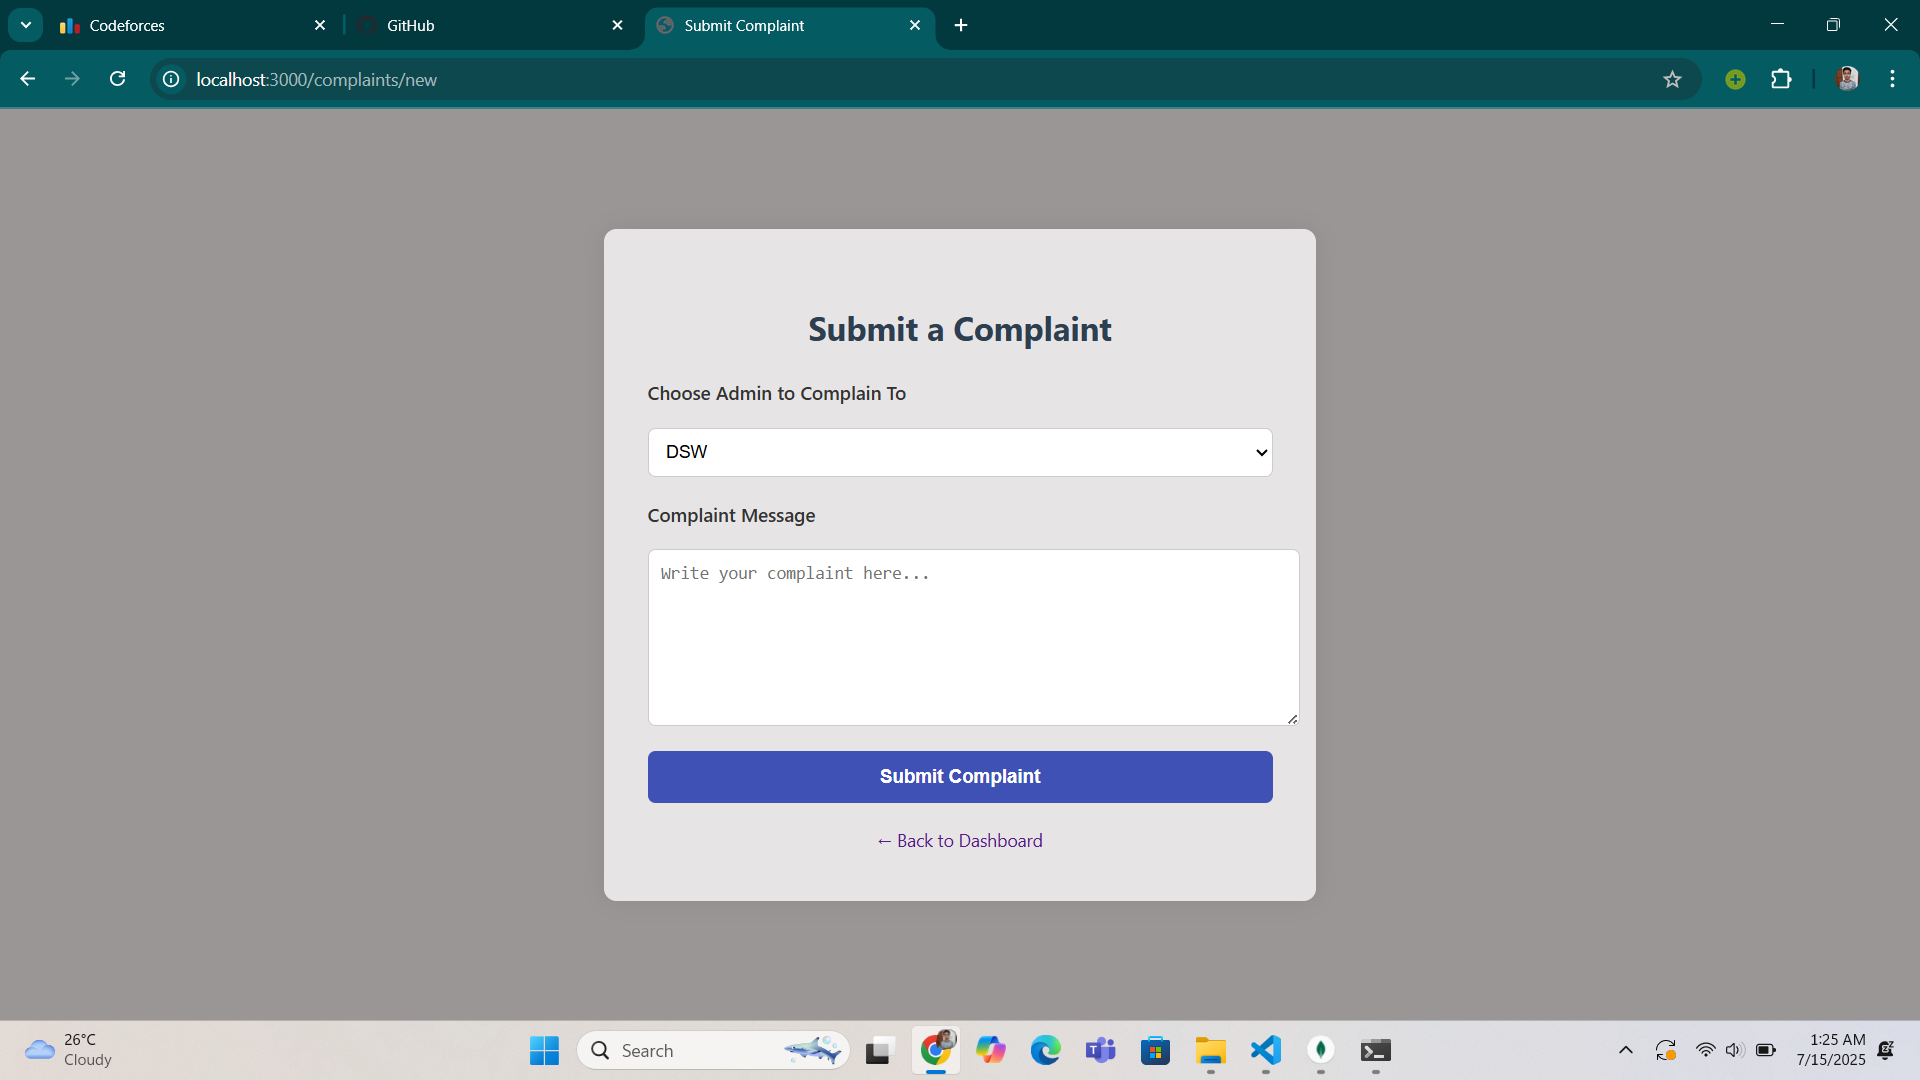 Codeforces
GitHub
Submit Complaint
localhost:3000/complaints/new
Submit a Complaint
Choose Admin to Complain To
DSW
Complaint Message
Write your complaint here...
Submit Complaint
← Back to Dashboard
26°C
Cloudy
Search
1:25 AM
7/15/2025